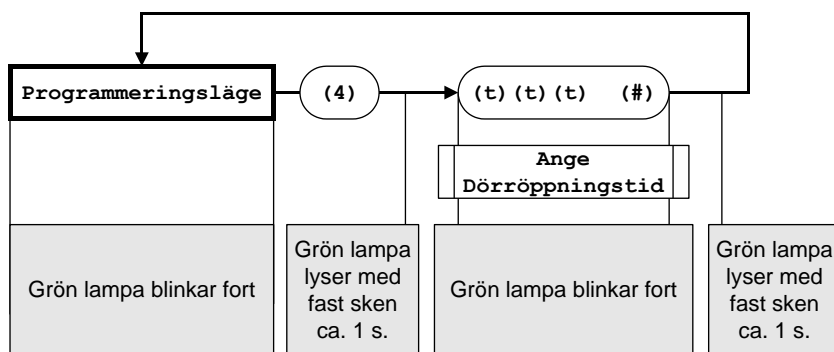 Programmeringsläge
(4)
(t)(t)(t) (#)
Ange
Dörröppningstid
Grön lampa blinkar fort
Grön lampa
lyser med
fast sken
ca. 1 s.
Grön lampa blinkar fort
Grön lampa
lyser med
fast sken
ca. 1 s.